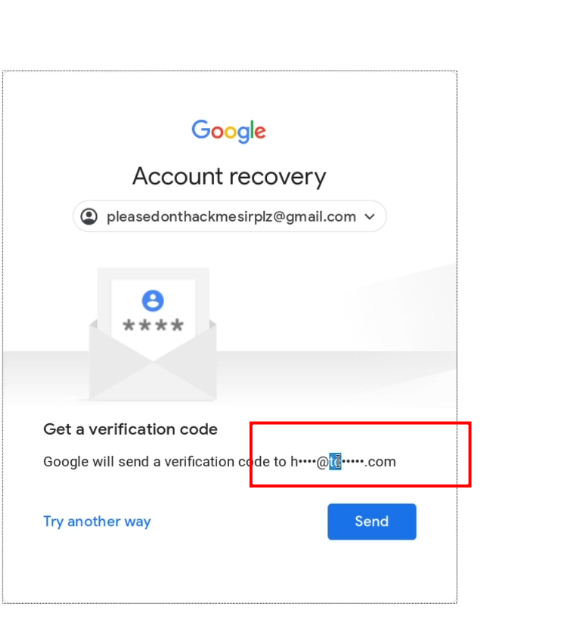 Google
Account recovery
pleasedonthackmesirplz@gmail.com
****
Get a verification code
Google will send a verification code to h••••@te•••••.com
Try another way
Send